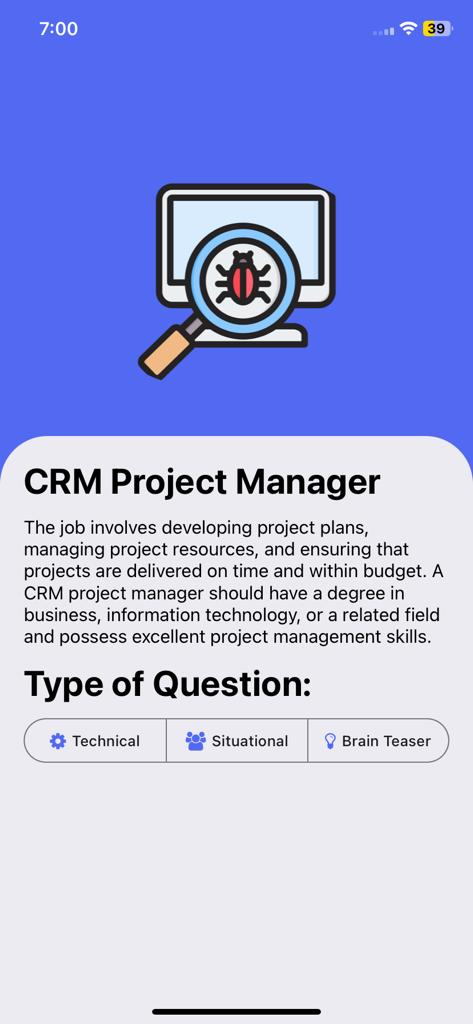 7:00
39
CRM Project Manager
The job involves developing project plans,
managing project resources, and ensuring that
projects are delivered on time and within budget. A
CRM project manager should have a degree in
business, information technology, or a related field
and possess excellent project management skills.
Type of Question:
Technical Situational Brain Teaser